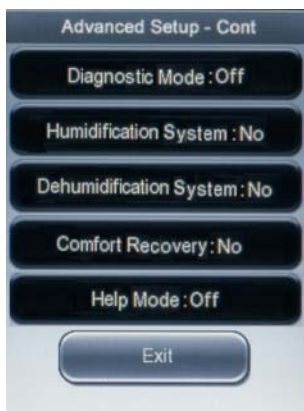 Advanced Setup - Cont
Diagnostic Mode : Off
Humidification System : No
Dehumidification System : No
Comfort Recovery : No
Help Mode : Off
Exit